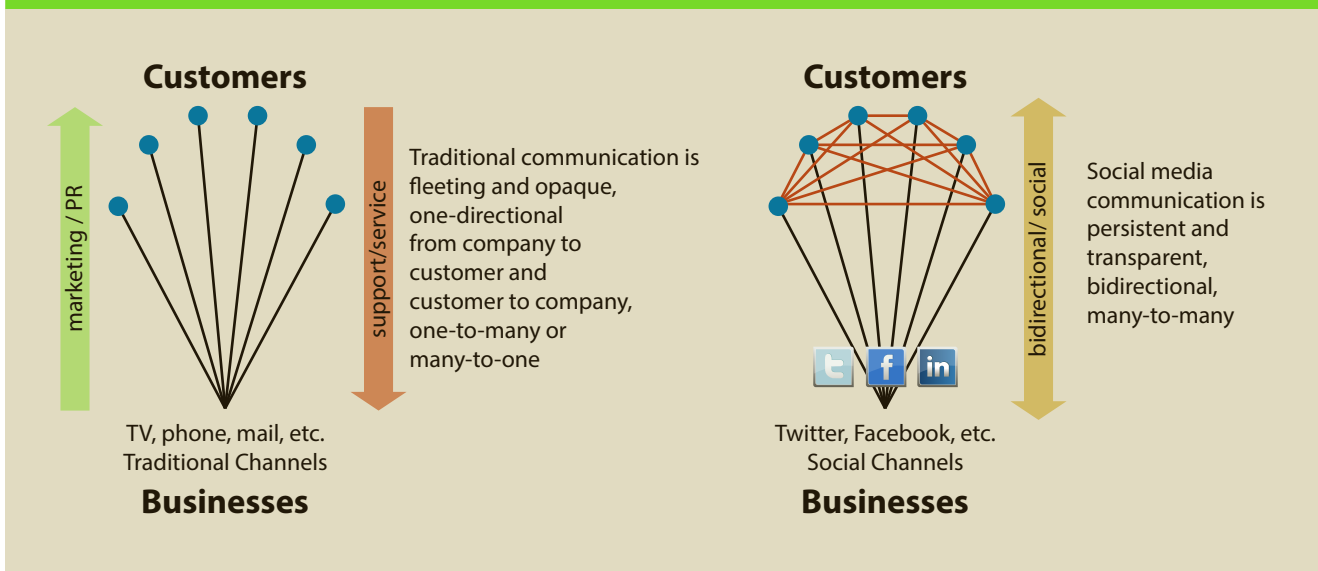 Customers
marketing / PR
support/service
Traditional communication is
fleeting and opaque,
one-directional
from company to
customer and
customer to company,
one-to-many or
many-to-one
TV, phone, mail, etc.
Traditional Channels
Businesses
Customers
bidirectional/ social
Social media
communication is
persistent and
transparent,
bidirectional,
many-to-many
t f in
Twitter, Facebook, etc.
Social Channels
Businesses